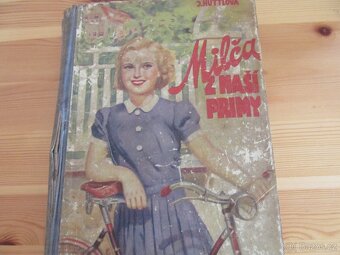 J. HÜTTLOVÁ
Milča
Z NAŠÍ
PRIMY